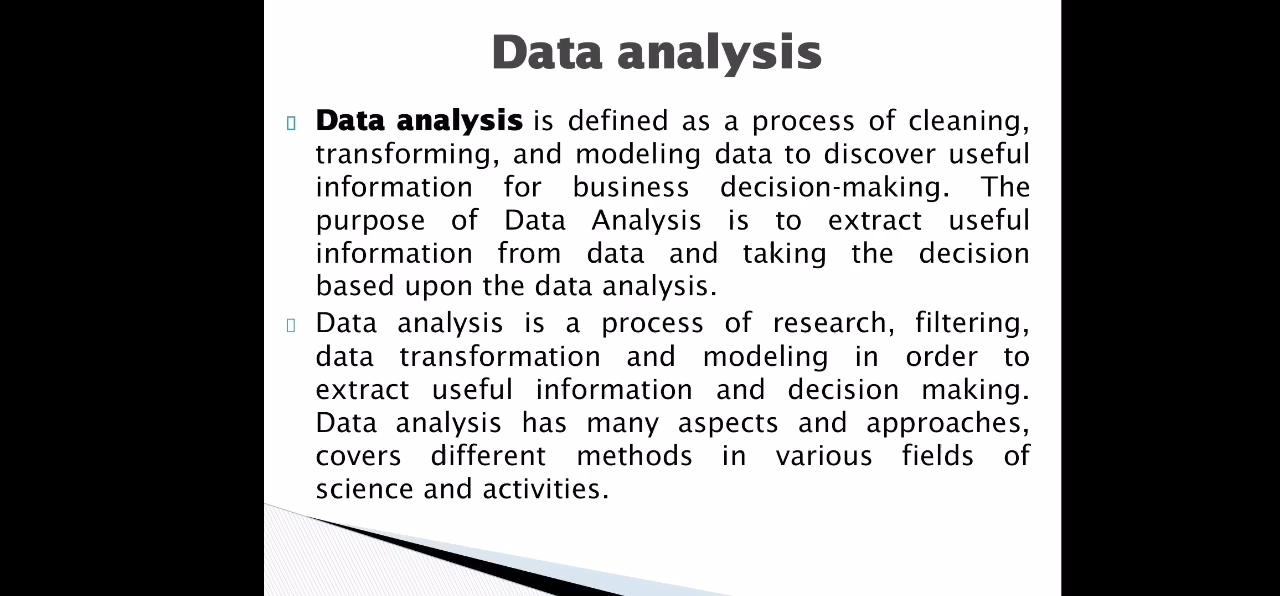 Data analysis
Data analysis is defined as a process of cleaning,
transforming, and modeling data to discover useful
information for business decision-making. The
purpose of Data Analysis is to extract useful
information from data and taking the decision
based upon the data analysis.
Data analysis is a process of research, filtering,
data transformation and modeling in order to
extract useful information and decision making.
Data analysis has many aspects and approaches,
covers different methods in various fields of
science and activities.